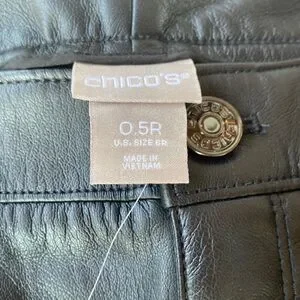 chico's®
0.5R
U.S. SIZE 6R
MADE IN
VIETNAM